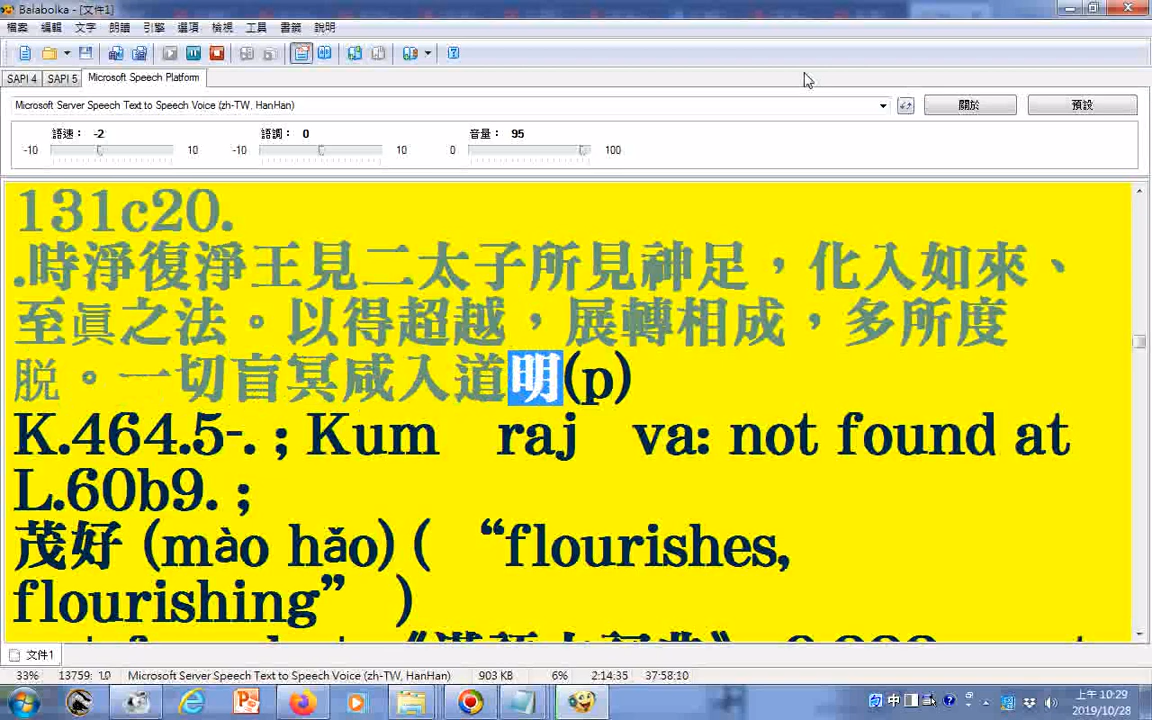 Balabolka - [文件1]
檔案 編輯 文字 朗讀 引擎 選項 檢視 工具 書籤 說明
SAPI 4 SAPI 5 Microsoft Speech Platform
Microsoft Server Speech Text to Speech Voice (zh-TW, HanHan) 關於 預設
語速： -2 語調： 0 音量： 95
-10 10 -10 10 0 100
131c20.
.時淨復淨王見二太子所見神足，化入如來、
至眞之法。以得超越，展轉相成，多所度
脱。一切盲冥咸入道明(p)
K.464.5-. ; Kum raj va: not found at
L.60b9. ;
茂好 (mào hǎo) ( “flourishes,
flourishing” )
文件1
33% 13759: 10 Microsoft Server Speech Text to Speech Voice (zh-TW, HanHan) 903 KB 6% 2:14:35 37:58:10
中
上午 10:29
2019/10/28